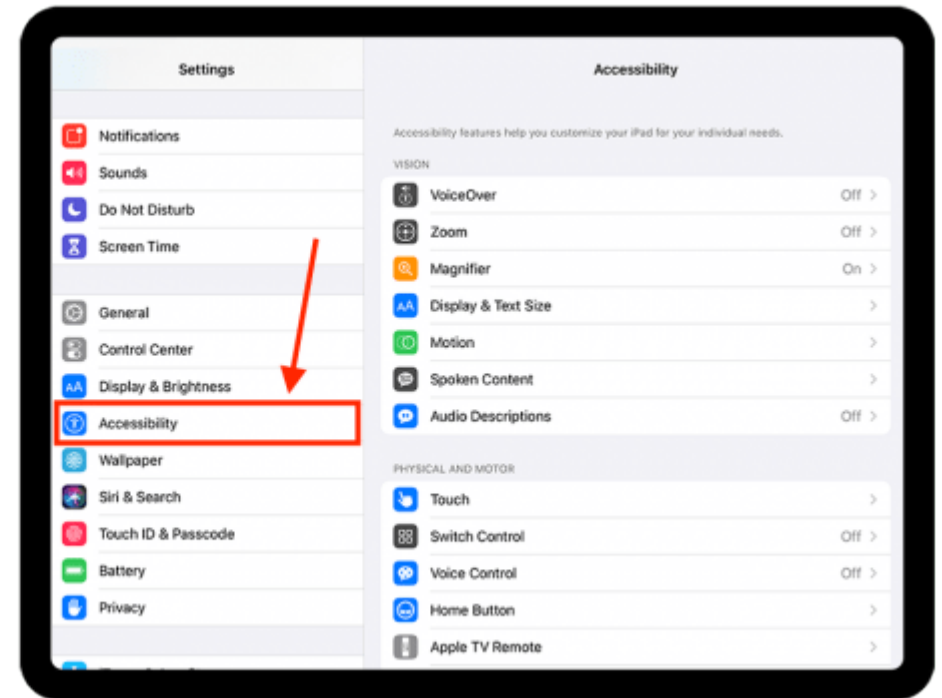 Settings
Notifications
Sounds
Do Not Disturb
Screen Time
General
Control Center
Display & Brightness
Accessibility
Wallpaper
Siri & Search
Touch ID & Passcode
Battery
Privacy
Accessibility
Accessibility features help you customize your iPad for your individual needs.
VISION
VoiceOver Off
Zoom Off
Magnifier On
AA Display & Text Size
Motion
Spoken Content
Audio Descriptions Off
PHYSICAL AND MOTOR
Touch
Switch Control Off
Voice Control Off
Home Button
Apple TV Remote